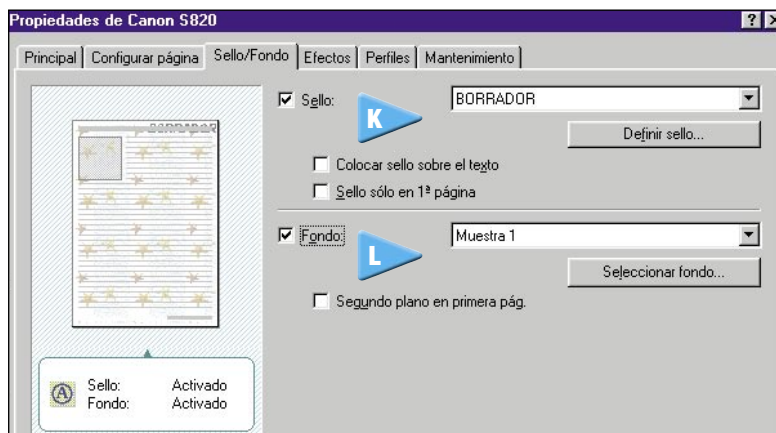 Propiedades de Canon S820
Principal Configurar página Sello/Fondo Efectos Perfiles Mantenimiento
BORRADOR
Sello: K BORRADOR
Definir sello...
Colocar sello sobre el texto
Sello sólo en 1ª página
Fondo: L Muestra 1
Seleccionar fondo...
Segundo plano en primera pág.
A Sello: Activado
Fondo: Activado